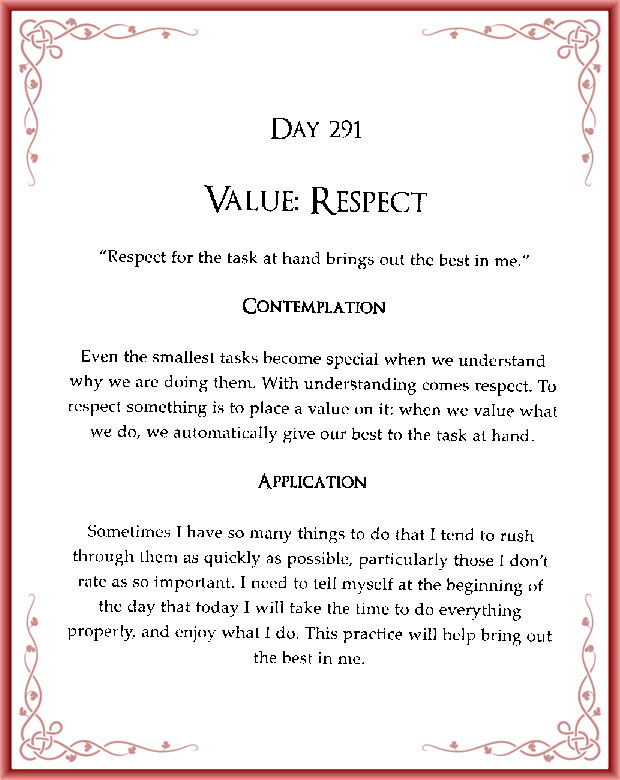 DAY 291
VALUE: RESPECT
“Respect for the task at hand brings out the best in me.”
CONTEMPLATION
Even the smallest tasks become special when we understand
why we are doing them. With understanding comes respect. To
respect something is to place a value on it; when we value what
we do, we automatically give our best to the task at hand.
APPLICATION
Sometimes I have so many things to do that I tend to rush
through them as quickly as possible, particularly those I don’t
rate as so important. I need to tell myself at the beginning of
the day that today I will take the time to do everything
properly, and enjoy what I do. This practice will help bring out
the best in me.